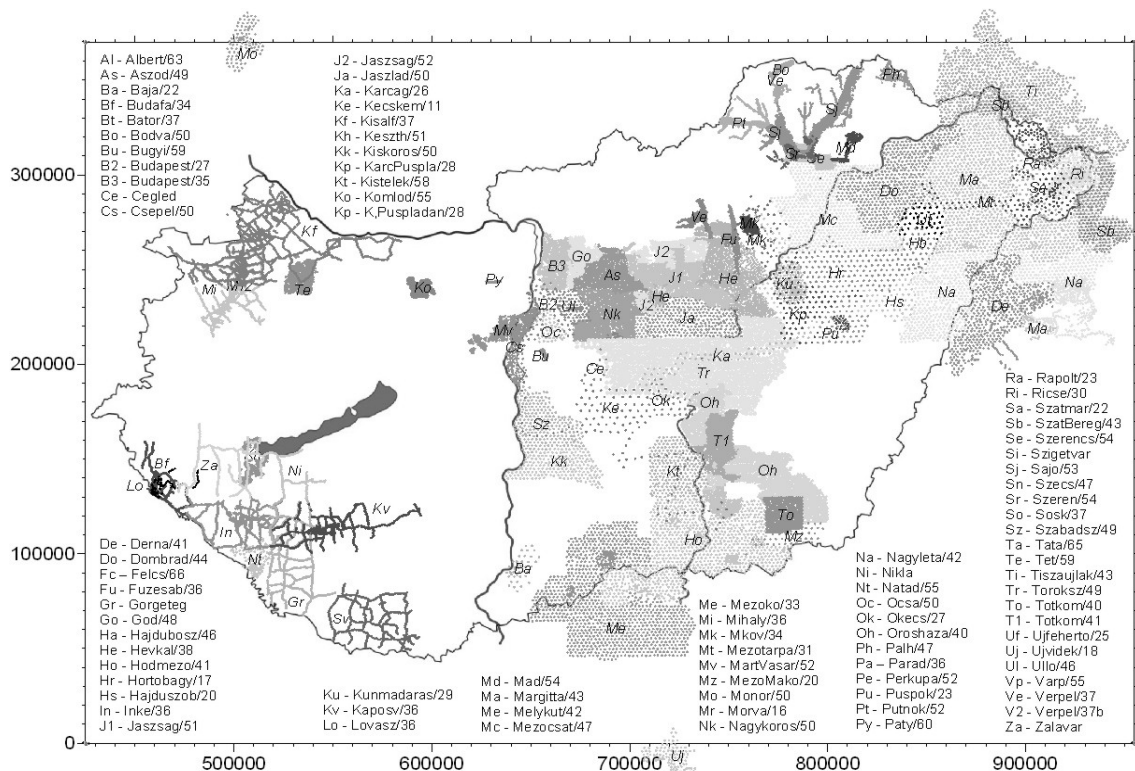 Al - Albert/63
As - Aszod/49
Ba - Baja/22
Bf - Budafa/34
Bt - Bator/37
Bo - Bodva/50
Bu - Bugyi/59
B2 - Budapest/27
B3 - Budapest/35
Ce - Cegled
Cs - Csepel/50
J2 - Jaszsag/52
Ja - Jaszlad/50
Ka - Karcag/26
Ke - Kecskem/11
Kf - Kisalf/37
Kh - Keszth/51
Kk - Kiskoros/50
Kp - KarcPuspla/28
Kt - Kistelek/58
Ko - Komlod/55
Kp - K,Puspladan/28
Mo
Bo
Ve
Ph
Pt
Sj
Sj
Sr
Se
Ti
Sb
Ra
Ri
Do
Ma
Mt
Mc
Hb
Sb
Kf
Mi
Te
Ko
Py
B3
Go
J2
As
J1
He
Ve
Pu
Mk
Mk
Hr
Ku
Hs
Na
Na
De
Ma
B2
Ul
He
J2
Nk
Ja
Kp
Pu
Mv
Oc
Cs
Bu
Ce
Ka
Tr
Ke
Ok
Oh
Sz
T1
Kk
Kt
Oh
To
Mz
Ho
Ba
Me
Bf
Za
Lo
Ni
In
Kv
Nt
Gr
Sv
Uj
300000
200000
100000
0
500000
600000
700000
800000
900000
De - Derna/41
Do - Dombrad/44
Fc – Felcs/66
Fu - Fuzesab/36
Gr - Gorgeteg
Go - God/48
Ha - Hajdubosz/46
He - Hevkal/38
Ho - Hodmezo/41
Hr - Hortobagy/17
Hs - Hajduszob/20
In - Inke/36
J1 - Jaszsag/51
Ku - Kunmadaras/29
Kv - Kaposv/36
Lo - Lovasz/36
Md - Mad/54
Ma - Margitta/43
Me - Melykut/42
Mc - Mezocsat/47
Me - Mezoko/33
Mi - Mihaly/36
Mk - Mkov/34
Mt - Mezotarpa/31
Mv - MartVasar/52
Mz - MezoMako/20
Mo - Monor/50
Mr - Morva/16
Nk - Nagykoros/50
Na - Nagyleta/42
Ni - Nikla
Nt - Natad/55
Oc - Ocsa/50
Ok - Okecs/27
Oh - Oroshaza/40
Ph - Palh/47
Pa – Parad/36
Pe - Perkupa/52
Pu - Puspok/23
Pt - Putnok/52
Py - Paty/60
Ra - Rapolt/23
Ri - Ricse/30
Sa - Szatmar/22
Sb - SzatBereg/43
Se - Szerencs/54
Si - Szigetvar
Sj - Sajo/53
Sn - Szecs/47
Sr - Szeren/54
So - Sosk/37
Sz - Szabadsz/49
Ta - Tata/65
Te - Tet/59
Ti - Tiszaujlak/43
Tr - Toroksz/49
To - Totkom/40
T1 - Totkom/41
Uf - Ujfeherto/25
Uj - Ujvidek/18
Ul - Ullo/46
Vp - Varp/55
Ve - Verpel/37
V2 - Verpel/37b
Za - Zalavar